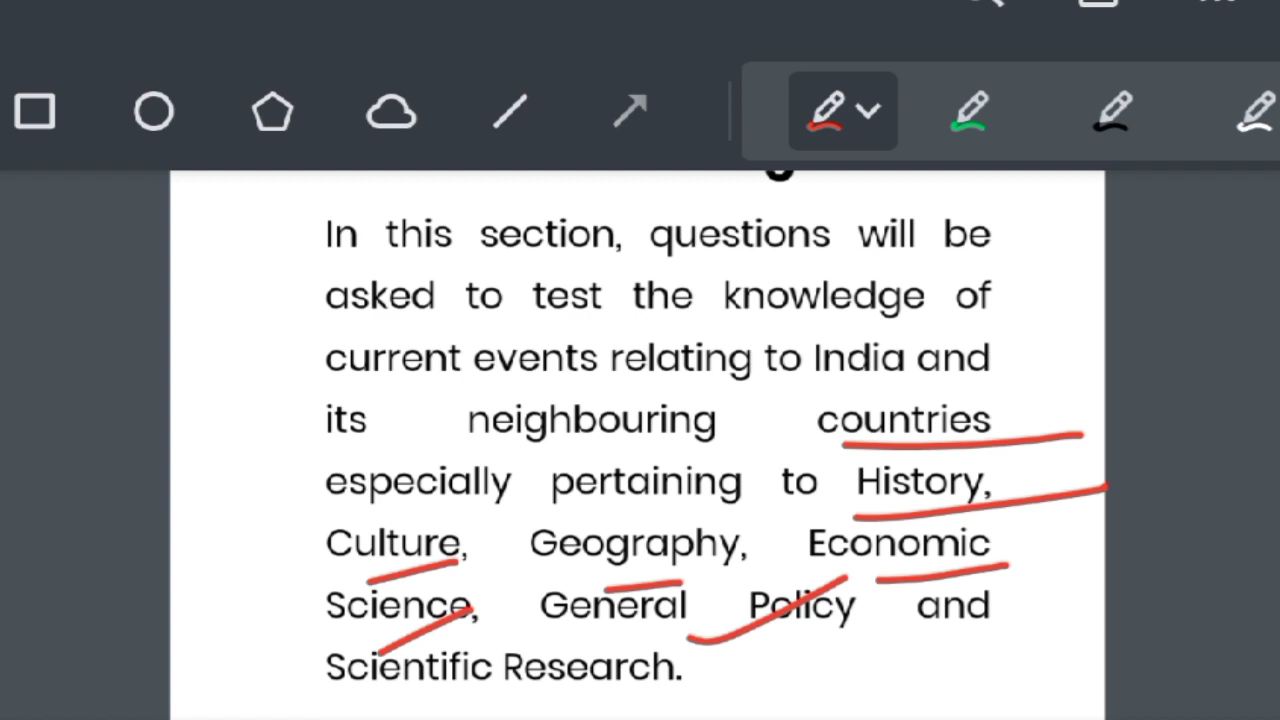 In this section, questions will be
asked to test the knowledge of
current events relating to India and
its neighbouring countries
especially pertaining to History,
Culture, Geography, Economic
Science, General Policy and
Scientific Research.